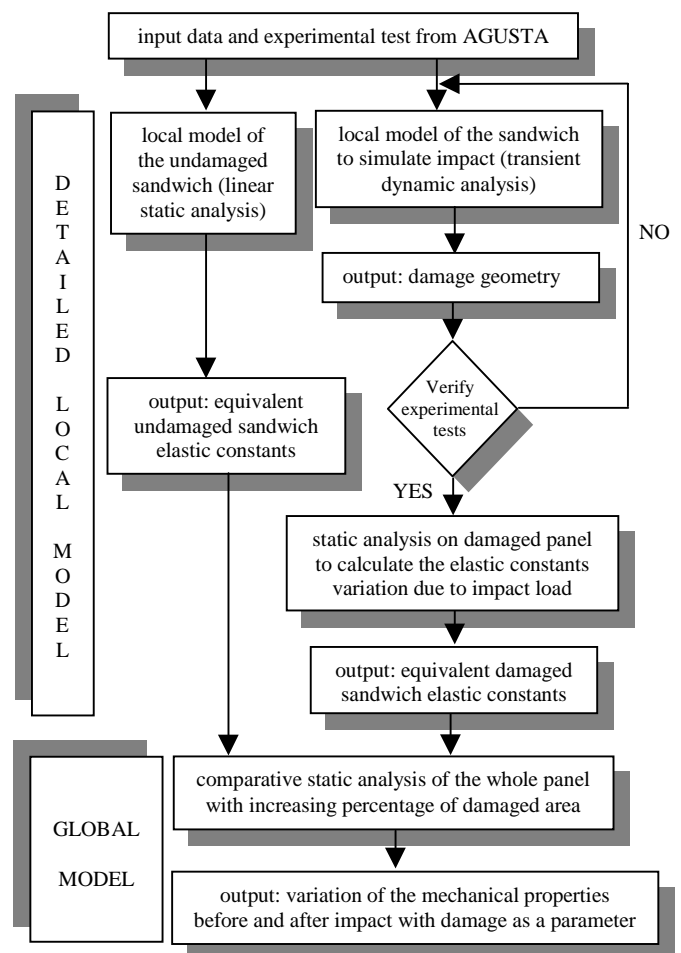 input data and experimental test from AGUSTA
DETAILED LOCAL MODEL
local model of
the undamaged
sandwich (linear
static analysis)
local model of the sandwich
to simulate impact (transient
dynamic analysis)
NO
output: damage geometry
Verify
experimental
tests
output: equivalent
undamaged sandwich
elastic constants
YES
static analysis on damaged panel
to calculate the elastic constants
variation due to impact load
output: equivalent damaged
sandwich elastic constants
GLOBAL
MODEL
comparative static analysis of the whole panel
with increasing percentage of damaged area
output: variation of the mechanical properties
before and after impact with damage as a parameter